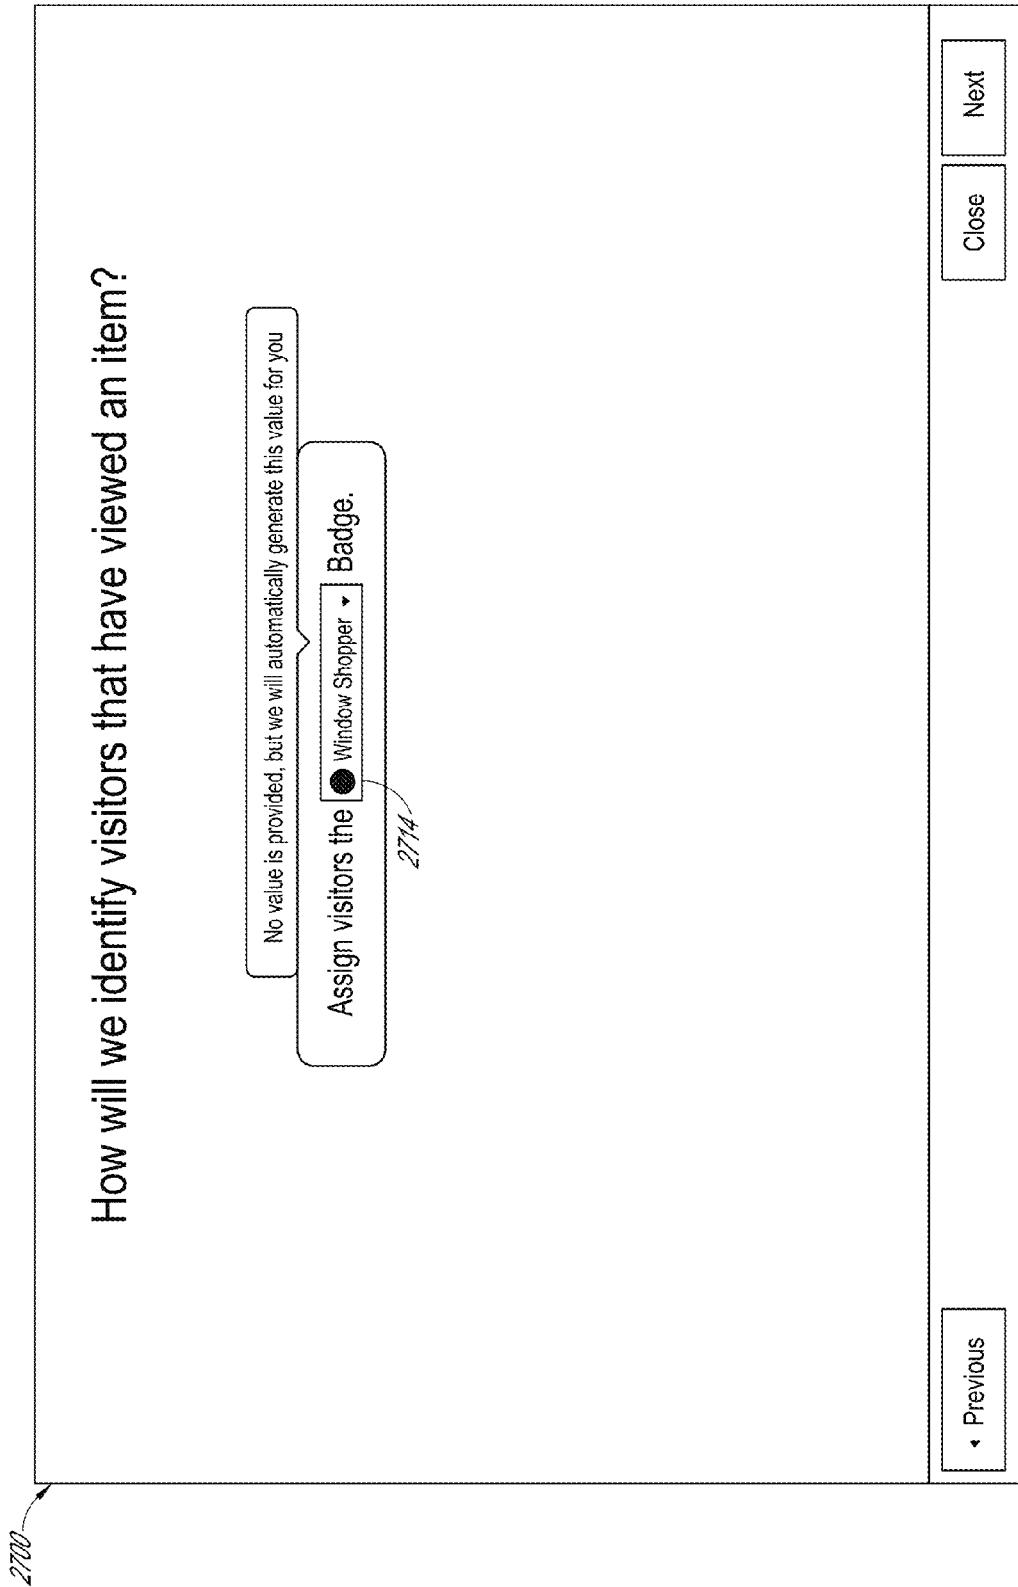 2700
How will we identify visitors that have viewed an item?
No value is provided, but we will automatically generate this value for you
Assign visitors the Window Shopper Badge.
2714
Previous
Close
Next